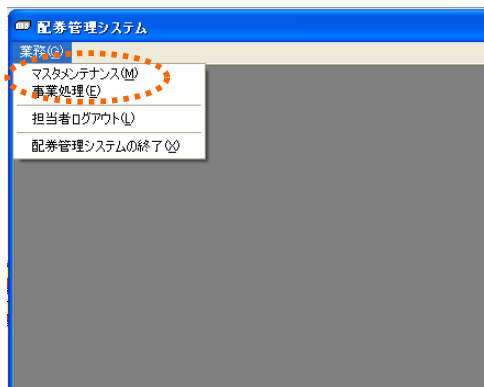 配券管理システム
業務(G)
マスタメンテナンス(M)
事業処理(E)
担当者ログアウト(L)
配券管理システムの終了(X)